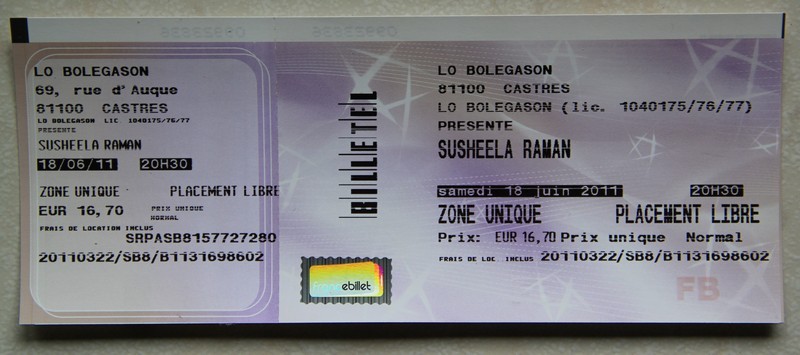 LO BOLEGASON
69, rue d'Auque
81100 CASTRES
LO BOLEGASON LIC. 1040175/76/77
PRESENTE
SUSHEELA RAMAN
18/06/11 20H30
ZONE UNIQUE PLACEMENT LIBRE
EUR 16,70 PRIX UNIQUE
NORMAL
FRAIS DE LOCATION INCLUS
SRPASB8157727280
20110322/SB8/B1131698602
BILLETEL
francebillet
LO BOLEGASON
81100 CASTRES
LO BOLEGASON (lic. 1040175/76/77)
PRESENTE
SUSHEELA RAMAN
samedi 18 juin 2011 20H30
ZONE UNIQUE PLACEMENT LIBRE
Prix: EUR 16,70 Prix unique Normal
FRAIS DE LOC. INCLUS 20110322/SB8/B1131698602
FB